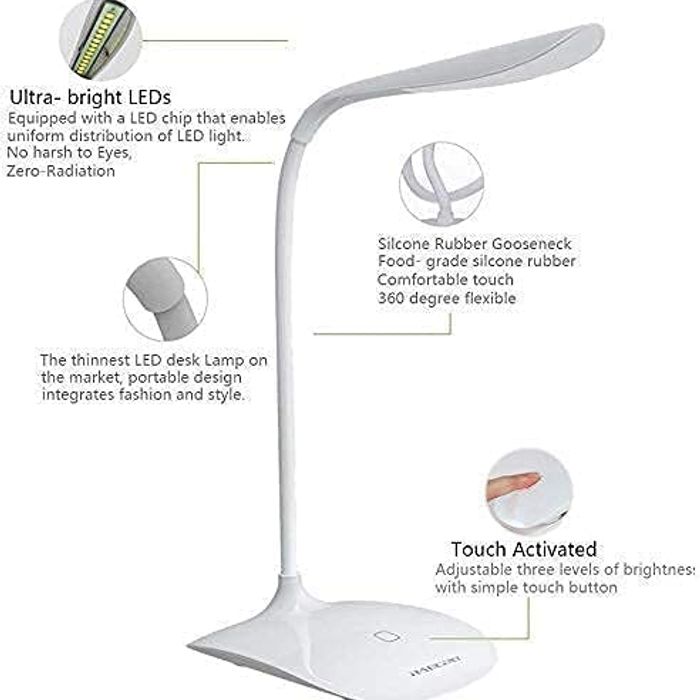 Ultra- bright LEDs
Equipped with a LED chip that enables
uniform distribution of LED light.
No harsh to Eyes,
Zero-Radiation
Silcone Rubber Gooseneck
Food- grade silcone rubber
Comfortable touch
360 degree flexible
The thinnest LED desk Lamp on
the market, portable design
integrates fashion and style.
Touch Activated
Adjustable three levels of brightness
with simple touch button